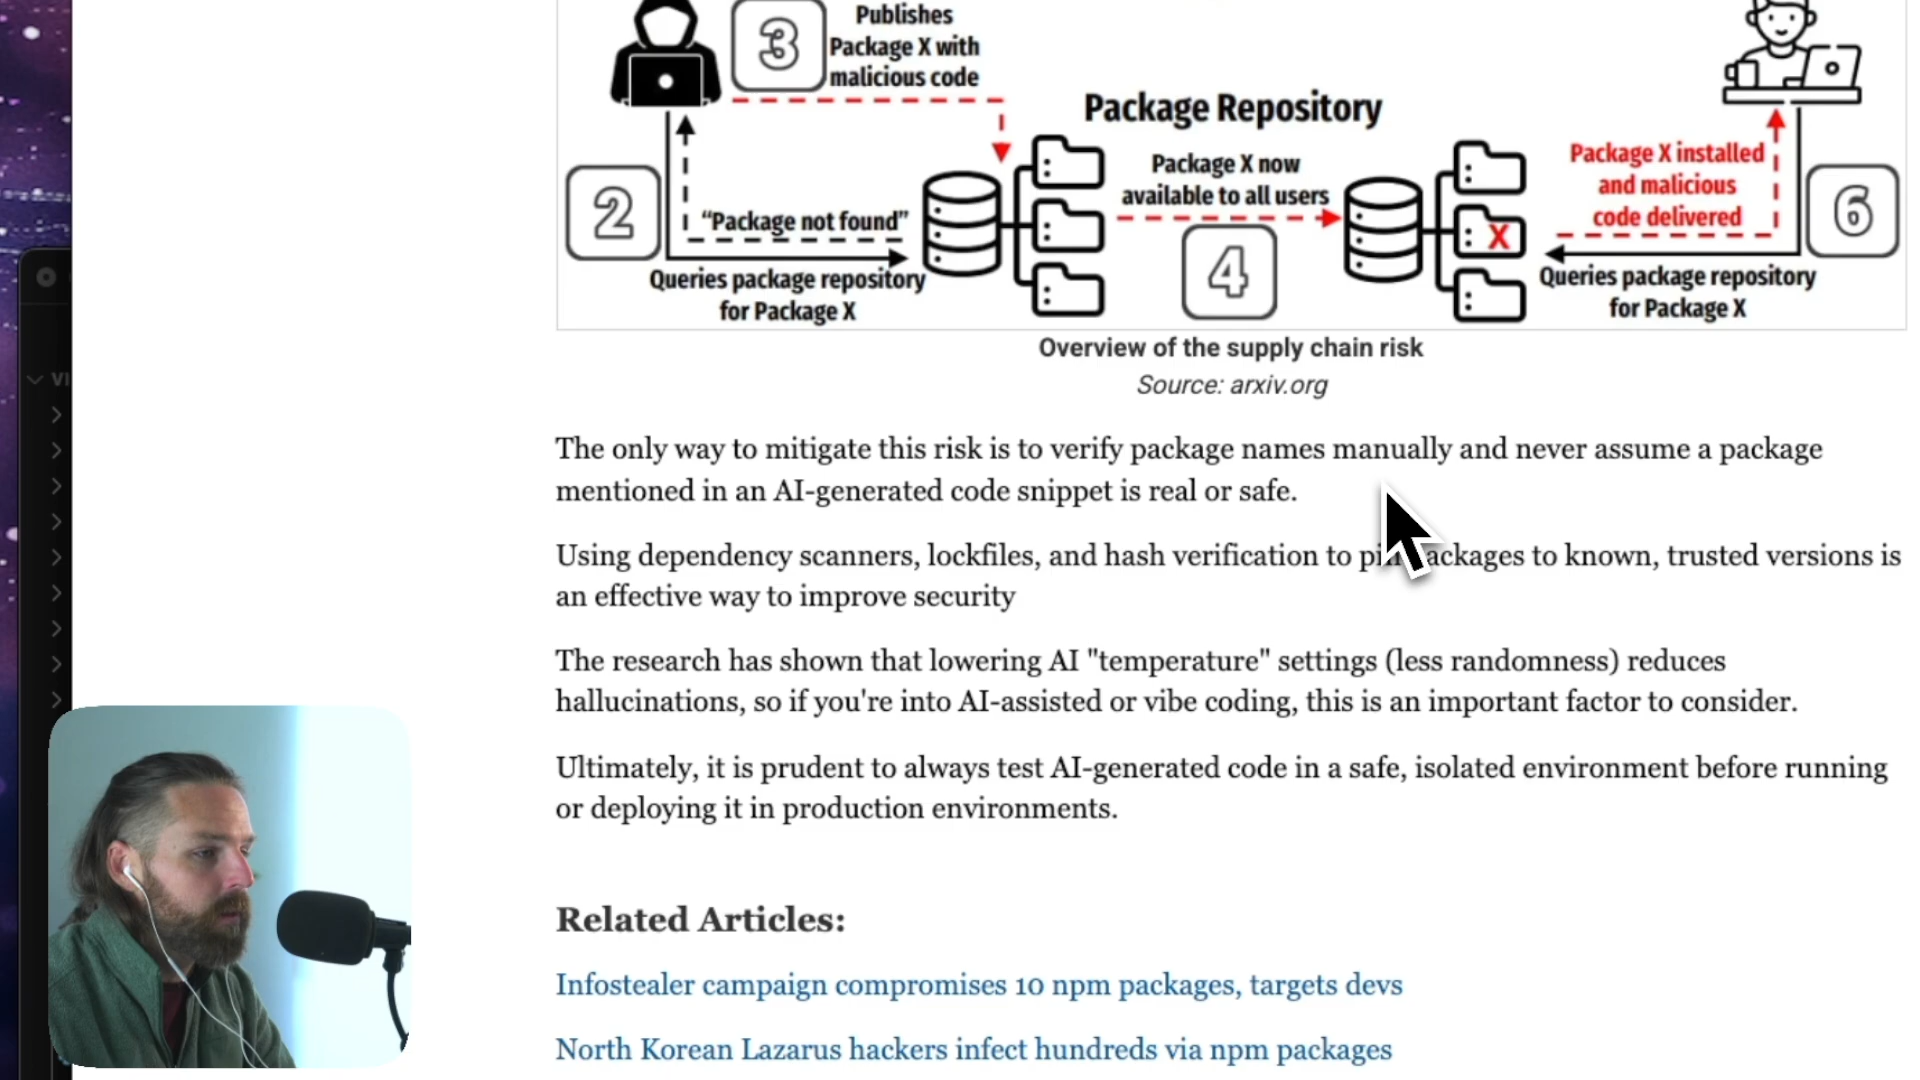 3
Publishes
Package X with
malicious code
Package Repository
2
"Package not found"
Queries package repository
for Package X
Package X now
available to all users
4
Package X installed
and malicious
code delivered
6
Queries package repository
for Package X
Overview of the supply chain risk
Source: arxiv.org
The only way to mitigate this risk is to verify package names manually and never assume a package
mentioned in an AI-generated code snippet is real or safe.
Using dependency scanners, lockfiles, and hash verification to packages to known, trusted versions is
an effective way to improve security
The research has shown that lowering AI "temperature" settings (less randomness) reduces
hallucinations, so if you're into AI-assisted or vibe coding, this is an important factor to consider.
Ultimately, it is prudent to always test AI-generated code in a safe, isolated environment before running
or deploying it in production environments.
Related Articles:
Infostealer campaign compromises 10 npm packages, targets devs
North Korean Lazarus hackers infect hundreds via npm packages
VI
X